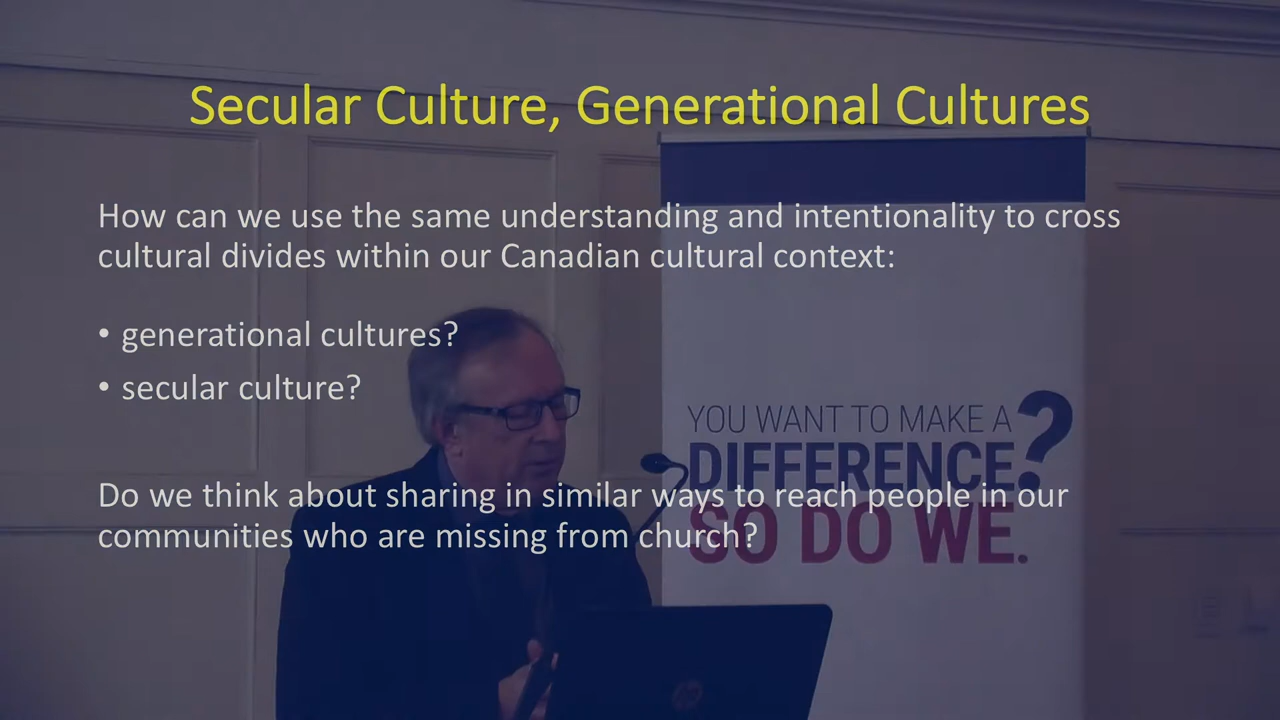 Secular Culture, Generational Cultures
How can we use the same understanding and intentionality to cross
cultural divides within our Canadian cultural context:
• generational cultures?
• secular culture?
Do we think about sharing in similar ways to reach people in our
communities who are missing from church?
YOU WANT TO MAKE A
DIFFERENCE?
SO DO WE.
hp